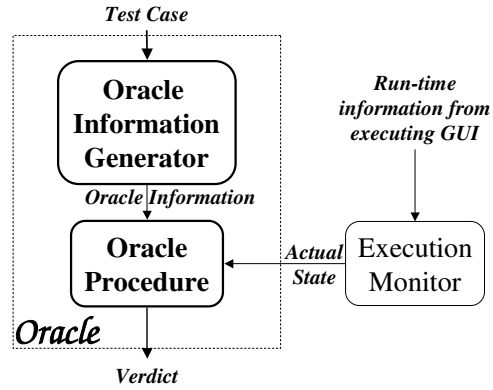 Test Case
Oracle
Information
Generator
Run-time
information from
executing GUI
Oracle Information
Oracle
Procedure
Actual
State
Execution
Monitor
Oracle
Verdict